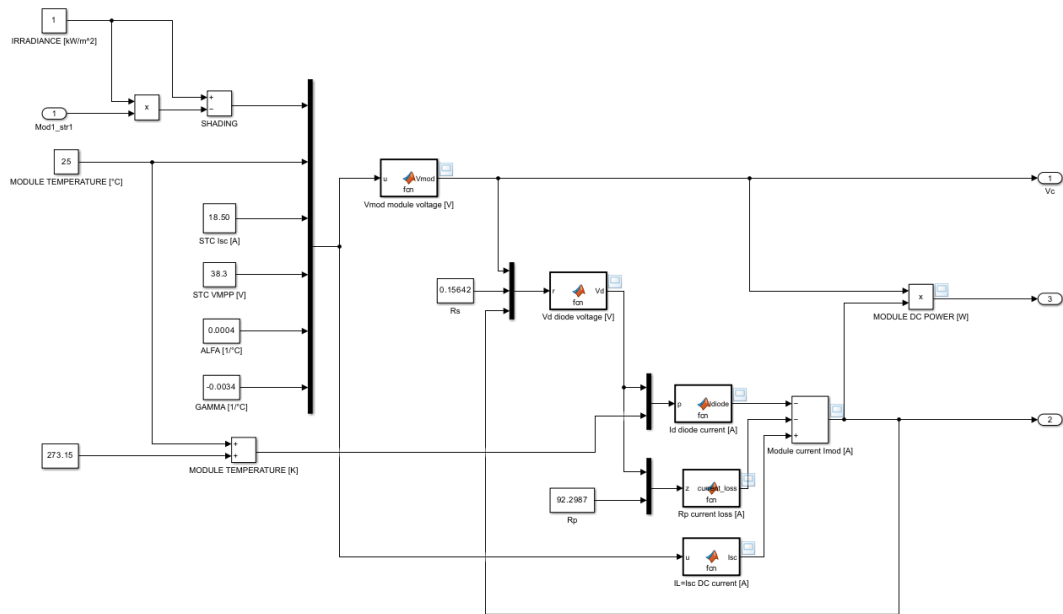 1
IRRADIANCE [kW/m^2]
1
Mod1_str1
x
+
−
SHADING
25
MODULE TEMPERATURE [°C]
18.50
STC Isc [A]
38.3
STC VMPP [V]
0.0004
ALFA [1/°C]
-0.0034
GAMMA [1/°C]
273.15
+
+
MODULE TEMPERATURE [K]
u
Vmod
fcn
Vmod module voltage [V]
0.15642
Rs
r
Vd
fcn
Vd diode voltage [V]
p
Idiode
fcn
Id diode current [A]
92.2987
Rp
z
current_loss
fcn
Rp current loss [A]
u
Isc
fcn
IL=Isc DC current [A]
−
−
+
Module current Imod [A]
x
MODULE DC POWER [W]
1
Vc
3
2